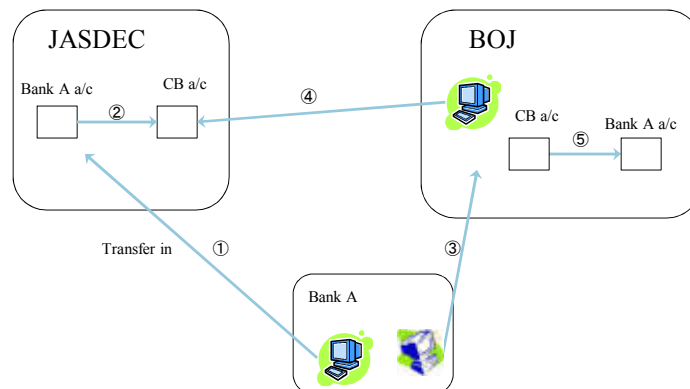 JASDEC
BOJ
Bank A a/c
CB a/c
②
④
CB a/c
Bank A a/c
⑤
Transfer in
①
③
Bank A